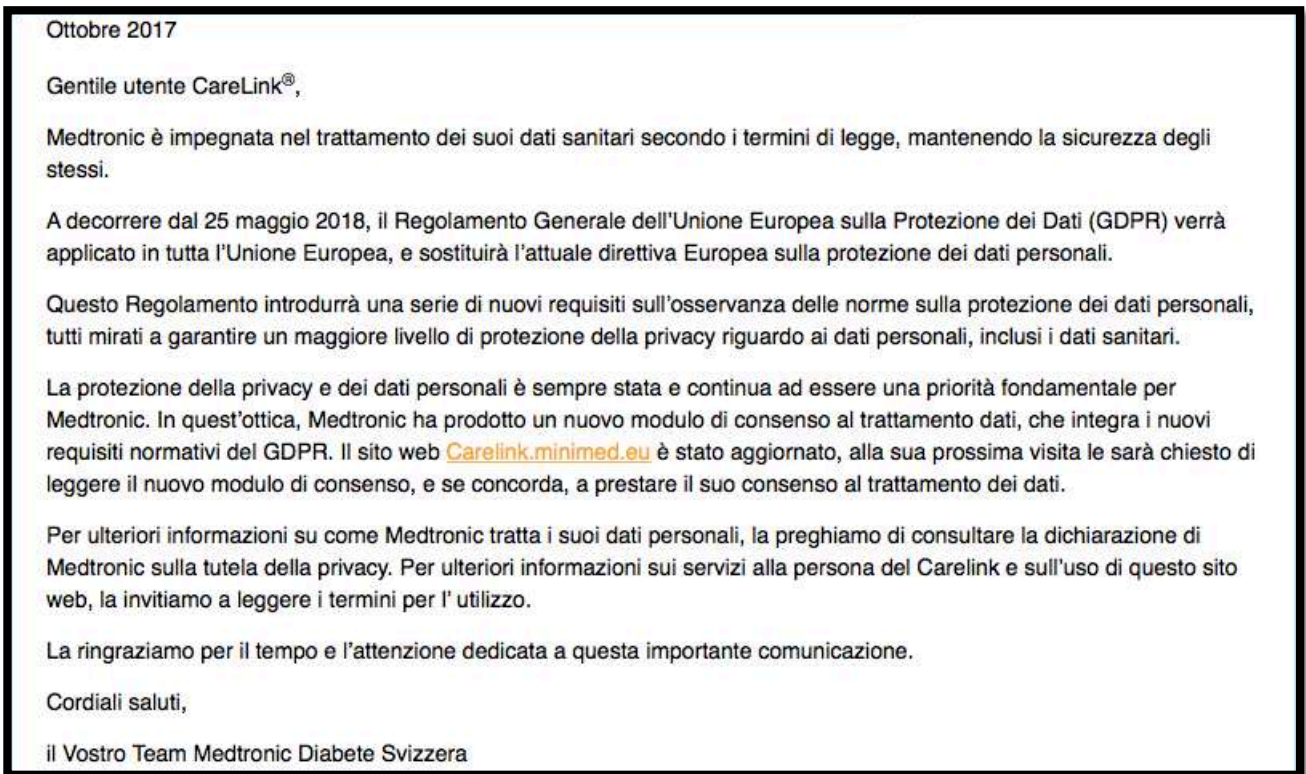 Ottobre 2017
Gentile utente CareLink®,
Medtronic è impegnata nel trattamento dei suoi dati sanitari secondo i termini di legge, mantenendo la sicurezza degli
stessi.
A decorrere dal 25 maggio 2018, il Regolamento Generale dell'Unione Europea sulla Protezione dei Dati (GDPR) verrà
applicato in tutta l'Unione Europea, e sostituirà l'attuale direttiva Europea sulla protezione dei dati personali.
Questo Regolamento introdurrà una serie di nuovi requisiti sull'osservanza delle norme sulla protezione dei dati personali,
tutti mirati a garantire un maggiore livello di protezione della privacy riguardo ai dati personali, inclusi i dati sanitari.
La protezione della privacy e dei dati personali è sempre stata e continua ad essere una priorità fondamentale per
Medtronic. In quest'ottica, Medtronic ha prodotto un nuovo modulo di consenso al trattamento dati, che integra i nuovi
requisiti normativi del GDPR. Il sito web Carelink.minimed.eu è stato aggiornato, alla sua prossima visita le sarà chiesto di
leggere il nuovo modulo di consenso, e se concorda, a prestare il suo consenso al trattamento dei dati.
Per ulteriori informazioni su come Medtronic tratta i suoi dati personali, la preghiamo di consultare la dichiarazione di
Medtronic sulla tutela della privacy. Per ulteriori informazioni sui servizi alla persona del Carelink e sull'uso di questo sito
web, la invitiamo a leggere i termini per l' utilizzo.
La ringraziamo per il tempo e l'attenzione dedicata a questa importante comunicazione.
Cordiali saluti,
il Vostro Team Medtronic Diabete Svizzera